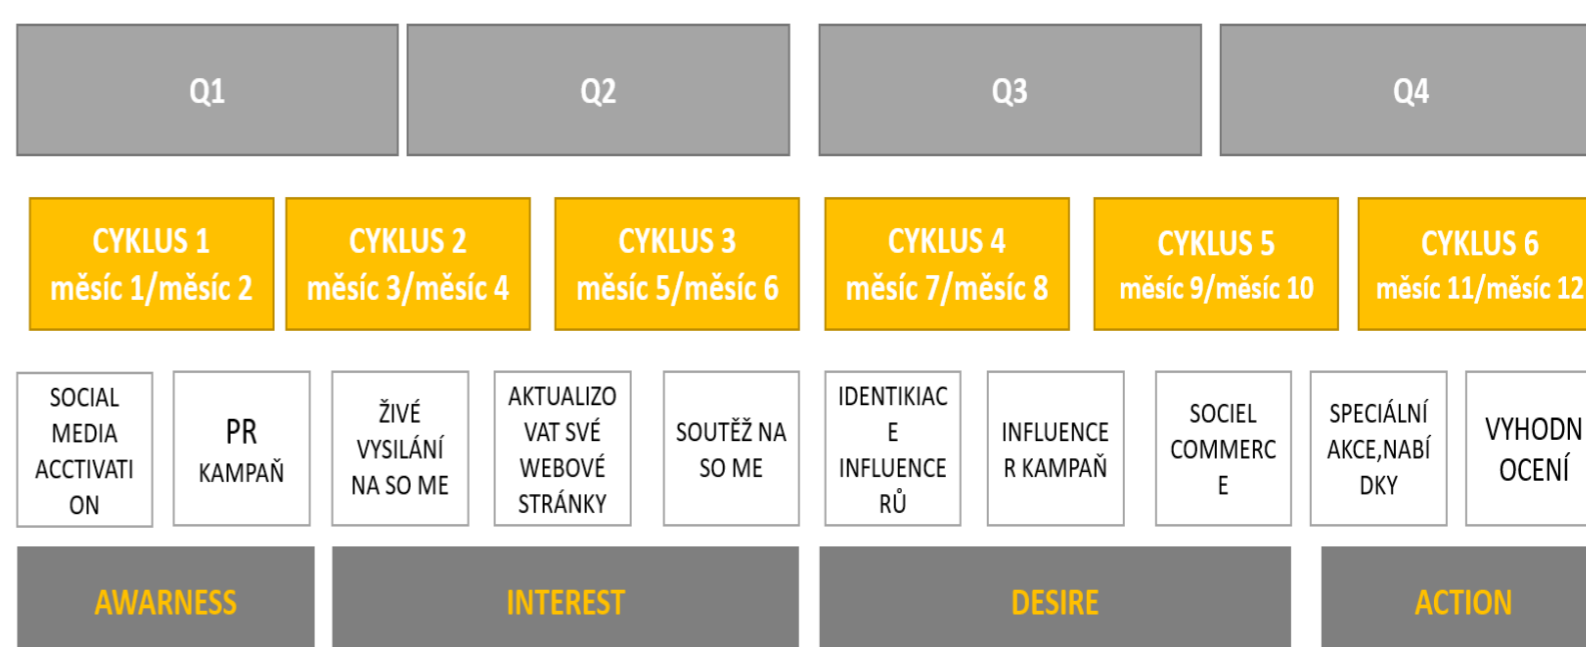 Q1
Q2
Q3
Q4
CYKLUS 1
měsíc 1/měsíc 2
CYKLUS 2
měsíc 3/měsíc 4
CYKLUS 3
měsíc 5/měsíc 6
CYKLUS 4
měsíc 7/měsíc 8
CYKLUS 5
měsíc 9/měsíc 10
CYKLUS 6
měsíc 11/měsíc 12
SOCIAL
MEDIA
ACCTIVATI
ON
PR
KAMPAŇ
ŽIVÉ
VYSILÁNÍ
NA SO ME
AKTUALIZO
VAT SVÉ
WEBOVÉ
STRÁNKY
SOUTĚŽ NA
SO ME
IDENTIKIAC
E
INFLUENCE
RŮ
INFLUENCE
R KAMPAŇ
SOCIEL
COMMERC
E
SPECIÁLNÍ
AKCE,NABÍ
DKY
VYHODN
OCENÍ
AWARNESS
INTEREST
DESIRE
ACTION